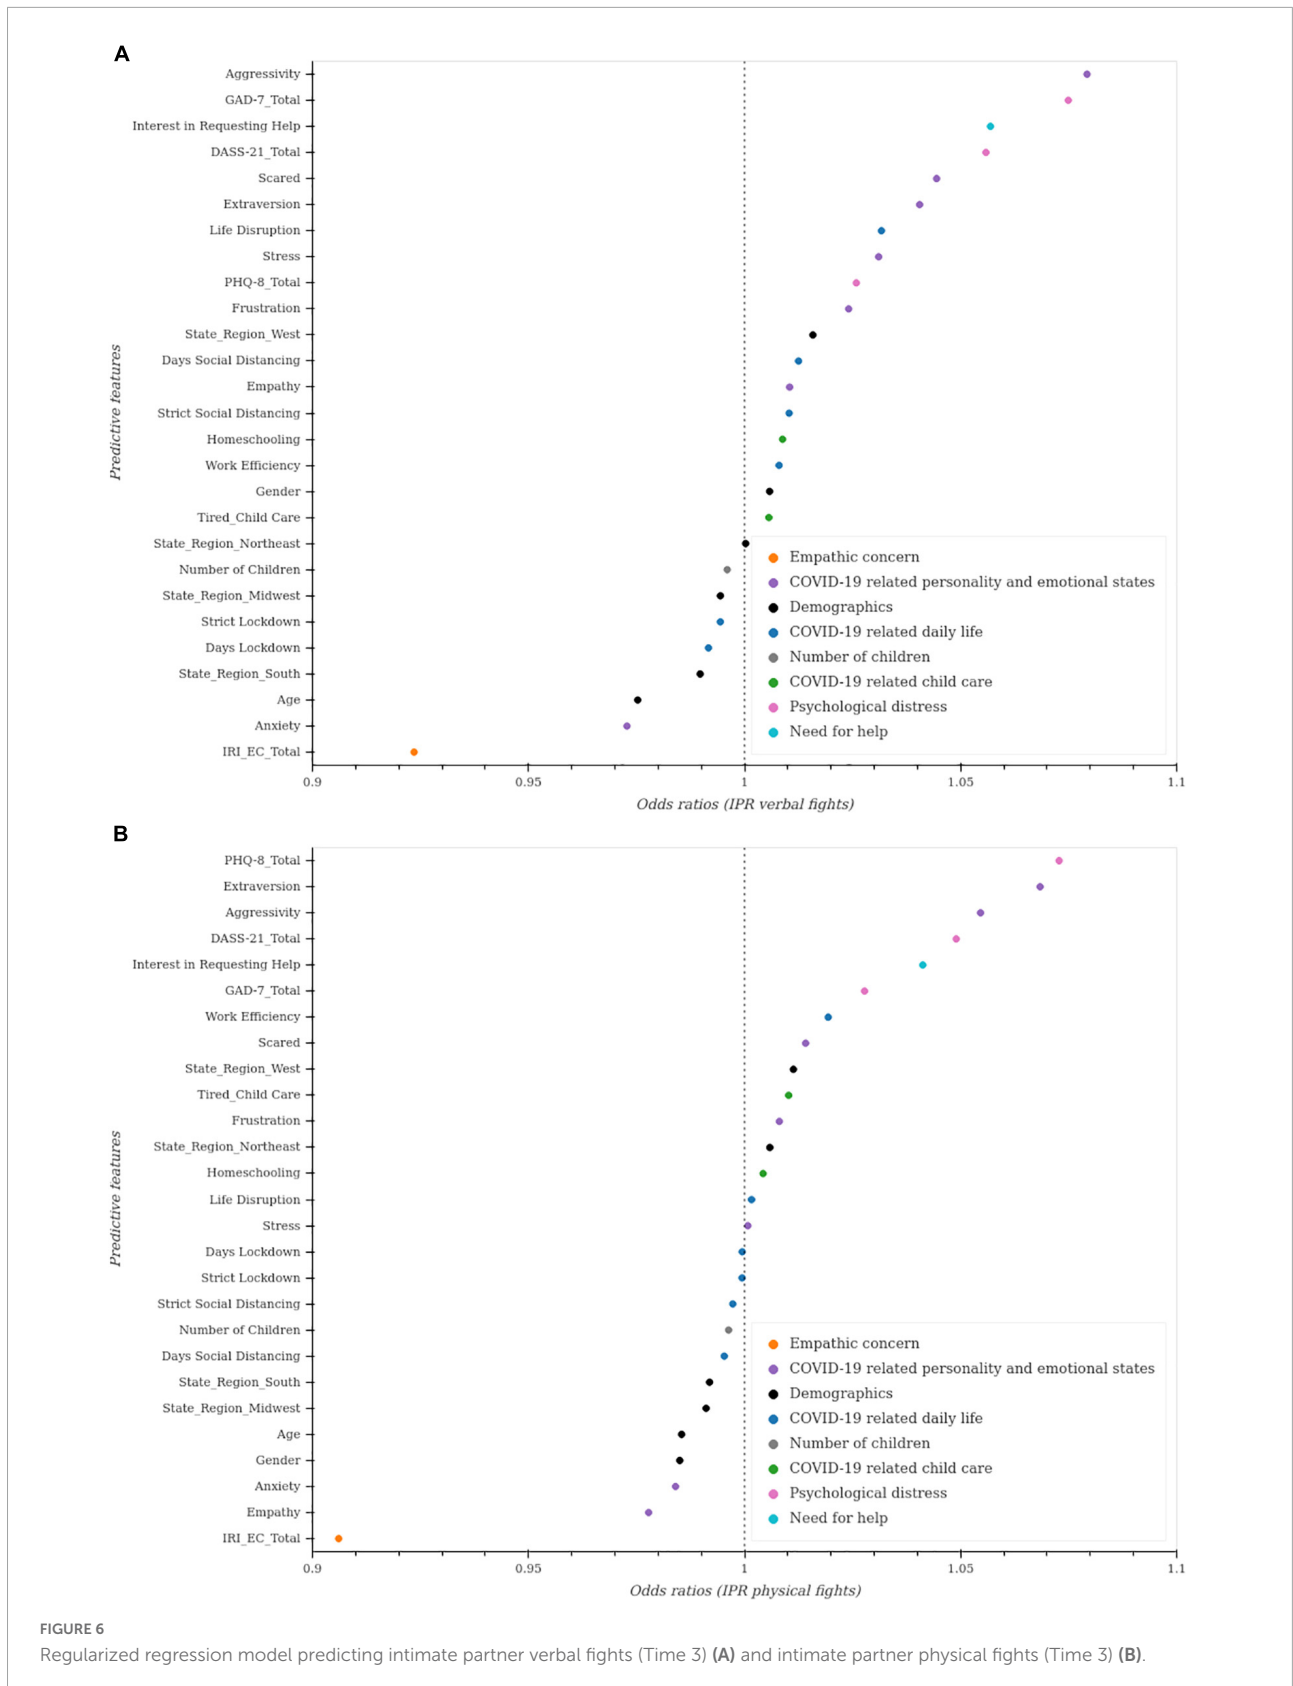 A
Aggressivity
GAD-7_Total
Interest in Requesting Help
DASS-21_Total
Scared
Extraversion
Life Disruption
Stress
PHQ-8_Total
Frustration
State_Region_West
Days Social Distancing
Empathy
Strict Social Distancing
Homeschooling
Work Efficiency
Gender
Tired_Child Care
State_Region_Northeast
Number of Children
State_Region_Midwest
Strict Lockdown
Days Lockdown
State_Region_South
Age
Anxiety
IRI_EC_Total
Predictive features
Empathic concern
COVID-19 related personality and emotional states
Demographics
COVID-19 related daily life
Number of children
COVID-19 related child care
Psychological distress
Need for help
0.9 0.95 1 1.05 1.1
Odds ratios (IPR verbal fights)
B
PHQ-8_Total
Extraversion
Aggressivity
DASS-21_Total
Interest in Requesting Help
GAD-7_Total
Work Efficiency
Scared
State_Region_West
Tired_Child Care
Frustration
State_Region_Northeast
Homeschooling
Life Disruption
Stress
Days Lockdown
Strict Lockdown
Strict Social Distancing
Number of Children
Days Social Distancing
State_Region_South
State_Region_Midwest
Age
Gender
Anxiety
Empathy
IRI_EC_Total
Predictive features
Empathic concern
COVID-19 related personality and emotional states
Demographics
COVID-19 related daily life
Number of children
COVID-19 related child care
Psychological distress
Need for help
0.9 0.95 1 1.05 1.1
Odds ratios (IPR physical fights)
FIGURE 6
Regularized regression model predicting intimate partner verbal fights (Time 3) (A) and intimate partner physical fights (Time 3) (B).